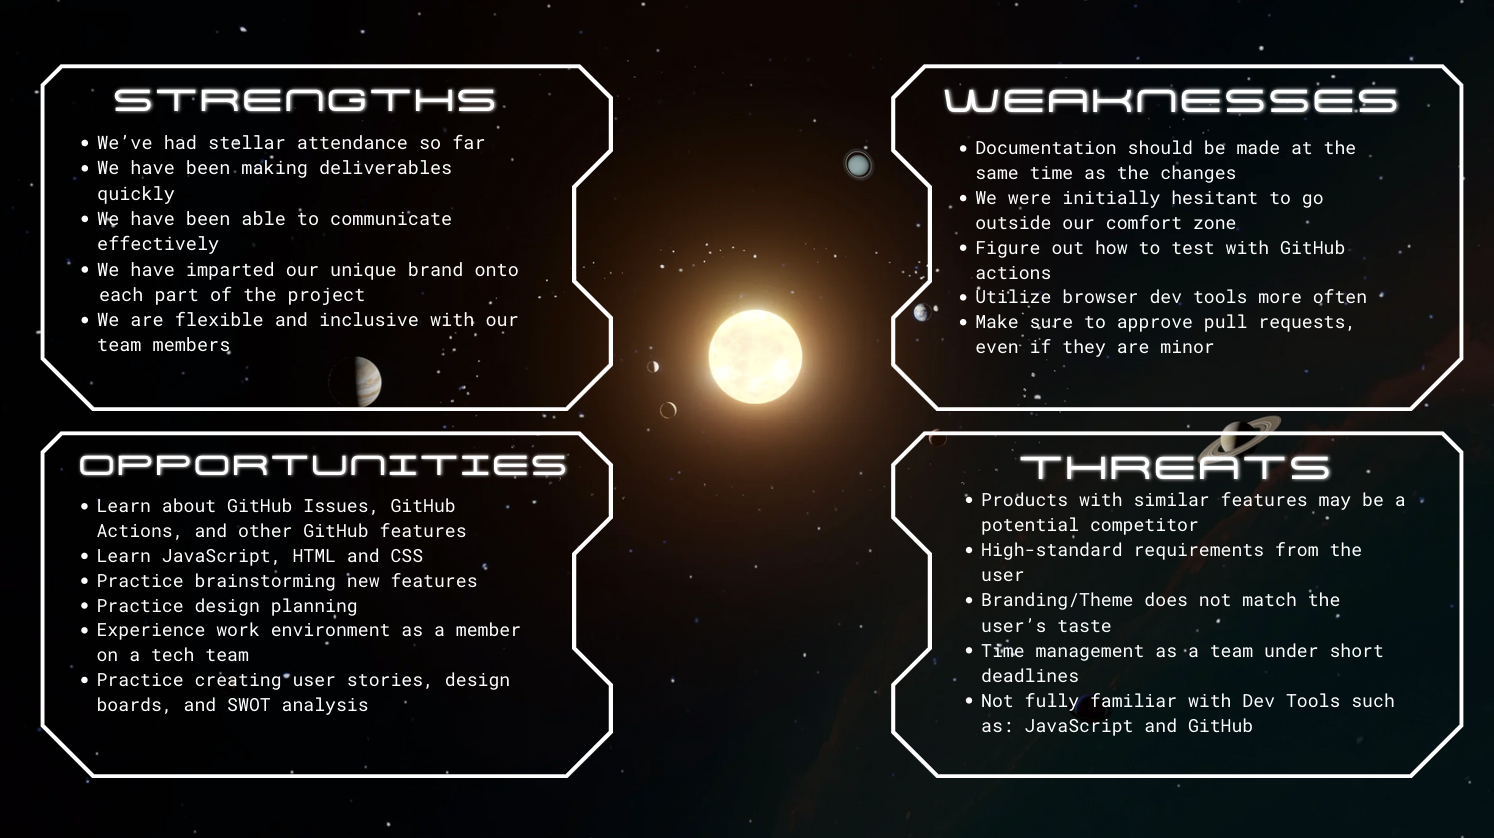 STRENGTHS
• We’ve had stellar attendance so far
• We have been making deliverables
quickly
• We have been able to communicate
effectively
• We have imparted our unique brand onto
each part of the project
• We are flexible and inclusive with our
team members
WEAKNESSES
• Documentation should be made at the
same time as the changes
• We were initially hesitant to go
outside our comfort zone
• Figure out how to test with GitHub
actions
• Utilize browser dev tools more often
• Make sure to approve pull requests,
even if they are minor
OPPORTUNITIES
• Learn about GitHub Issues, GitHub
Actions, and other GitHub features
• Learn JavaScript, HTML and CSS
• Practice brainstorming new features
• Practice design planning
• Experience work environment as a member
on a tech team
• Practice creating user stories, design
boards, and SWOT analysis
THREATS
• Products with similar features may be a
potential competitor
• High-standard requirements from the
user
• Branding/Theme does not match the
user’s taste
• Time management as a team under short
deadlines
• Not fully familiar with Dev Tools such
as: JavaScript and GitHub